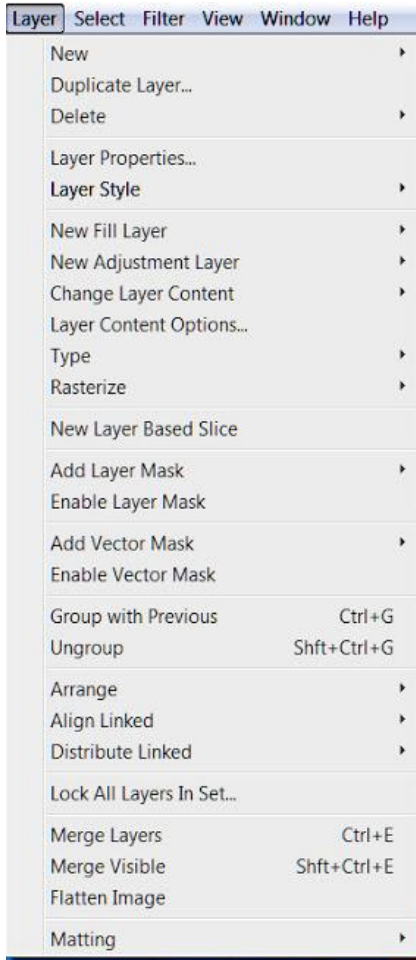 Layer Select Filter View Window Help
New
Duplicate Layer...
Delete
Layer Properties...
Layer Style
New Fill Layer
New Adjustment Layer
Change Layer Content
Layer Content Options...
Type
Rasterize
New Layer Based Slice
Add Layer Mask
Enable Layer Mask
Add Vector Mask
Enable Vector Mask
Group with Previous Ctrl+G
Ungroup Shft+Ctrl+G
Arrange
Align Linked
Distribute Linked
Lock All Layers In Set...
Merge Layers Ctrl+E
Merge Visible Shft+Ctrl+E
Flatten Image
Matting